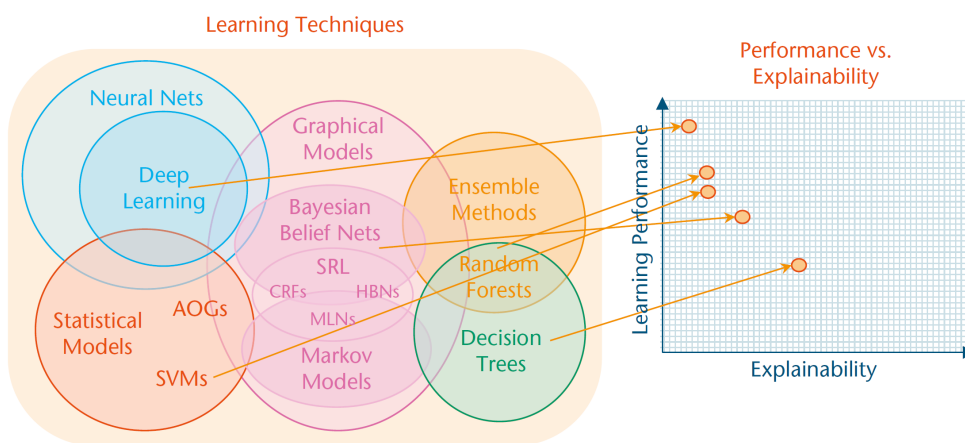 Learning Techniques
Neural Nets
Deep
Learning
Graphical
Models
Bayesian
Belief Nets
SRL
CRFs
HBNs
MLNs
Markov
Models
Ensemble
Methods
Random
Forests
Decision
Trees
AOGs
Statistical
Models
SVMs
Performance vs.
Explainability
Learning Performance
Explainability